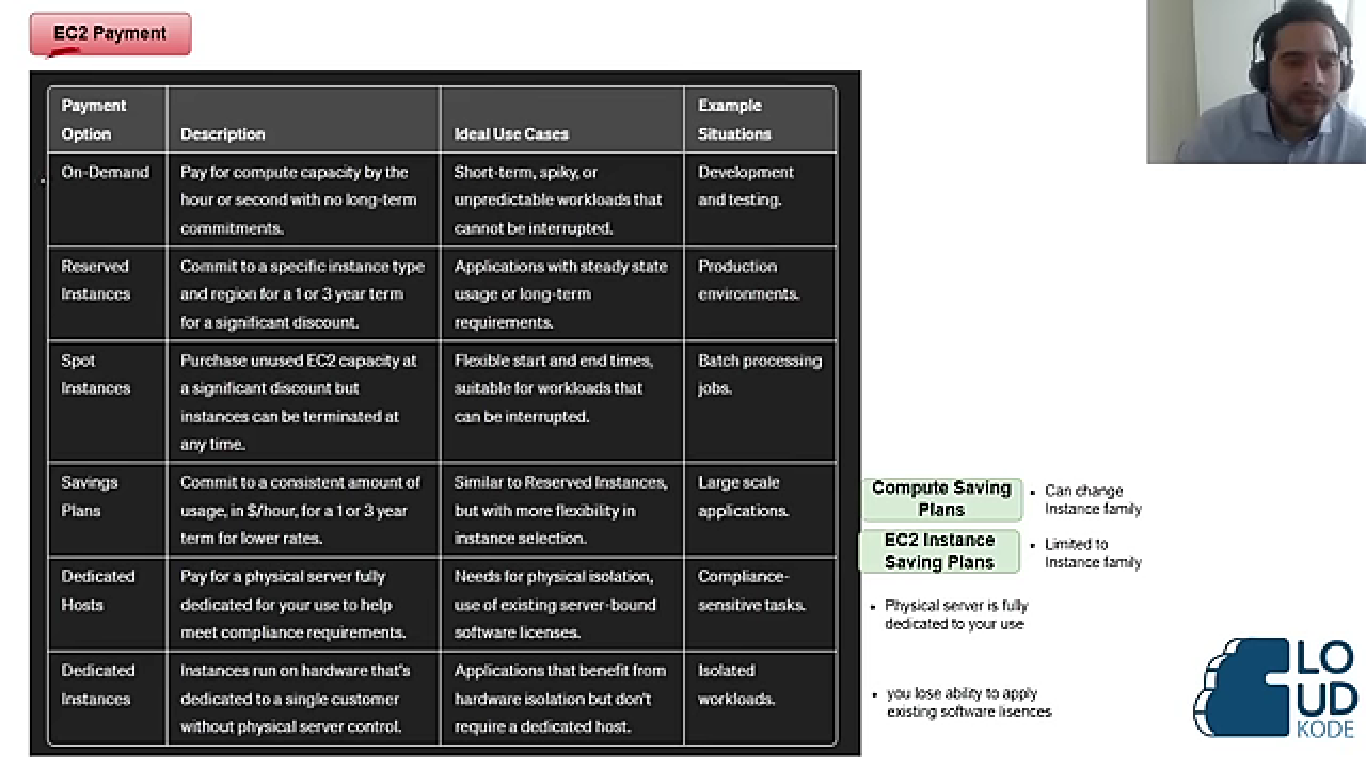 EC2 Payment
Payment
Option
Description
Ideal Use Cases
Example
Situations
On-Demand
Pay for compute capacity by the
hour or second with no long-term
commitments.
Short-term, spiky, or
unpredictable workloads that
cannot be interrupted.
Development
and testing.
Reserved
Instances
Commit to a specific instance type
and region for a 1 or 3 year term
for a significant discount.
Applications with steady state
usage or long-term
requirements.
Production
environments.
Spot
Instances
Purchase unused EC2 capacity at
a significant discount but
instances can be terminated at
any time.
Flexible start and end times,
suitable for workloads that
can be interrupted.
Batch processing
jobs.
Savings
Plans
Commit to a consistent amount of
usage, in $/hour, for a 1 or 3 year
term for lower rates.
Similar to Reserved Instances,
but with more flexibility in
instance selection.
Large scale
applications.
Compute Saving
Plans
• Can change
Instance family
EC2 Instance
Saving Plans
• Limited to
Instance family
Dedicated
Hosts
Pay for a physical server fully
dedicated for your use to help
meet compliance requirements.
Needs for physical isolation,
use of existing server-bound
software licenses.
Compliance-
sensitive tasks.
• Physical server is fully
dedicated to your use
Dedicated
Instances
Instances run on hardware that's
dedicated to a single customer
without physical server control.
Applications that benefit from
hardware isolation but don't
require a dedicated host.
Isolated
workloads.
• you lose ability to apply
existing software lisences
LO
UD
KODE